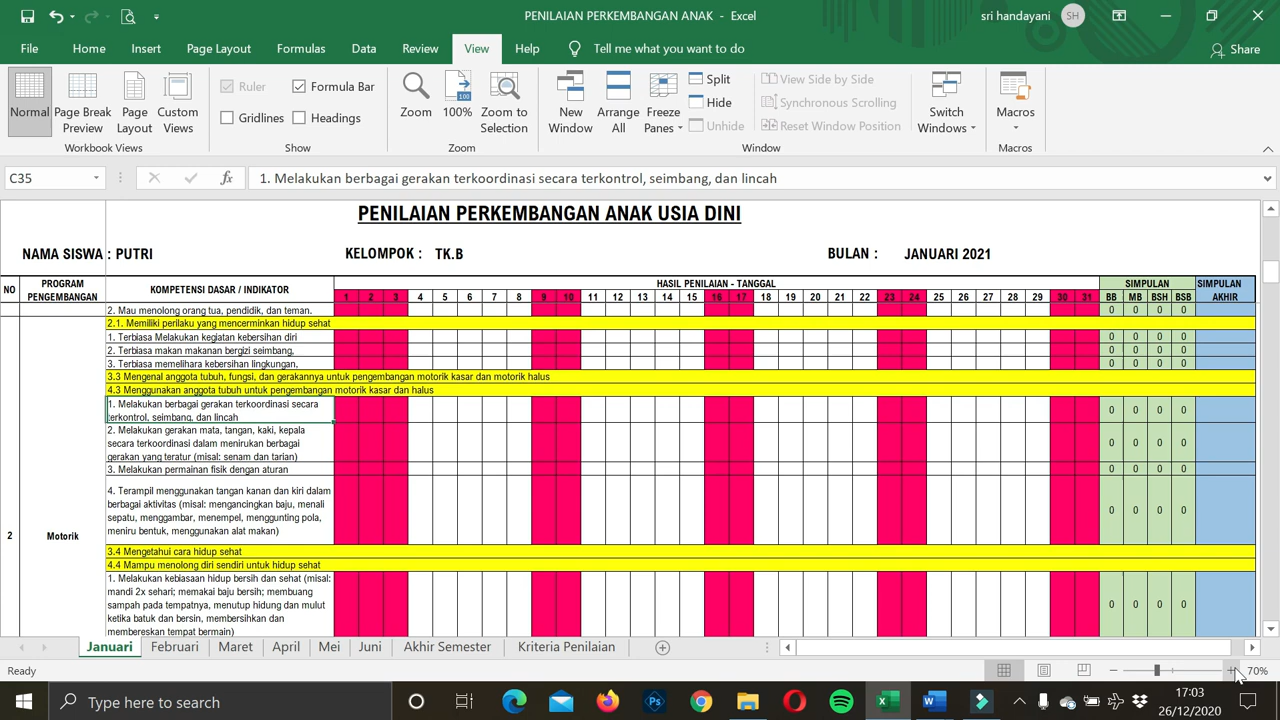 PENILAIAN PERKEMBANGAN ANAK - Excel
sri handayani SH
File Home Insert Page Layout Formulas Data Review View Help Tell me what you want to do Share
Normal Page Break Preview Page Layout Custom Views
Workbook Views
Ruler Formula Bar
Gridlines Headings
Show
Zoom 100% Zoom to Selection
Zoom
New Window Arrange All Freeze Panes
Split
Hide
Unhide
View Side by Side
Synchronous Scrolling
Reset Window Position
Window
Switch Windows
Macros
Macros
C35 fx 1. Melakukan berbagai gerakan terkoordinasi secara terkontrol, seimbang, dan lincah
PENILAIAN PERKEMBANGAN ANAK USIA DINI
NAMA SISWA : PUTRI KELOMPOK : TK.B BULAN : JANUARI 2021
NO PROGRAM PENGEMBANGAN KOMPETENSI DASAR / INDIKATOR HASIL PENILAIAN - TANGGAL SIMPULAN SIMPULAN AKHIR
1 2 3 4 5 6 7 8 9 10 11 12 13 14 15 16 17 18 19 20 21 22 23 24 25 26 27 28 29 30 31 BB MB BSH BSB
2. Mau menolong orang tua, pendidik, dan teman. 0 0 0 0
2.1. Memiliki perilaku yang mencerminkan hidup sehat
1. Terbiasa Melakukan kegiatan kebersihan diri 0 0 0 0
2. Terbiasa makan makanan bergizi seimbang, 0 0 0 0
3. Terbiasa memelihara kebersihan lingkungan, 0 0 0 0
3.3 Mengenal anggota tubuh, fungsi, dan gerakannya untuk pengembangan motorik kasar dan motorik halus
4.3 Menggunakan anggota tubuh untuk pengembangan motorik kasar dan halus
1. Melakukan berbagai gerakan terkoordinasi secara
terkontrol, seimbang, dan lincah 0 0 0 0
2. Melakukan gerakan mata, tangan, kaki, kepala
secara terkoordinasi dalam menirukan berbagai 0 0 0 0
gerakan yang teratur (misal: senam dan tarian)
3. Melakukan permainan fisik dengan aturan 0 0 0 0
4. Terampil menggunakan tangan kanan dan kiri dalam
berbagai aktivitas (misal: mengancingkan baju, menali
sepatu, menggambar, menempel, menggunting pola, 0 0 0 0
meniru bentuk, menggunakan alat makan)
2 Motorik
3.4 Mengetahui cara hidup sehat
4.4 Mampu menolong diri sendiri untuk hidup sehat
1. Melakukan kebiasaan hidup bersih dan sehat (misal:
mandi 2x sehari; memakai baju bersih; membuang
sampah pada tempatnya, menutup hidung dan mulut 0 0 0 0
ketika batuk dan bersin, membersihkan dan
membereskan tempat bermain)
Januari Februari Maret April Mei Juni Akhir Semester Kriteria Penilaian
Ready 70%
Type here to search
17:03
26/12/2020